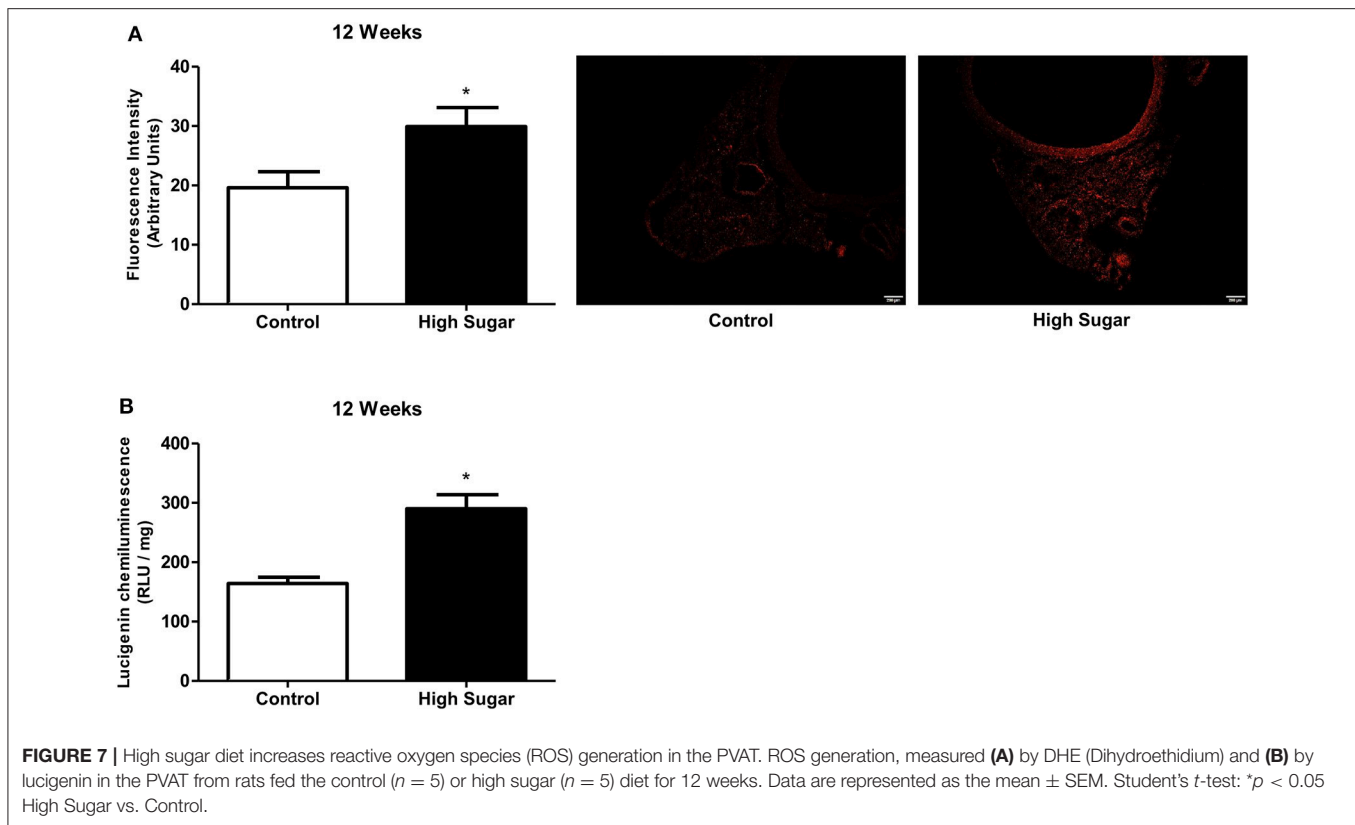 A
12 Weeks
Fluorescence Intensity
(Arbitrary Units)
40
30
20
10
0
*
Control
High Sugar
200 µm
Control
200 µm
High Sugar
B
12 Weeks
Lucigenin chemiluminescence
(RLU / mg)
400
300
200
100
0
*
Control
High Sugar
FIGURE 7 | High sugar diet increases reactive oxygen species (ROS) generation in the PVAT. ROS generation, measured (A) by DHE (Dihydroethidium) and (B) by
lucigenin in the PVAT from rats fed the control (n = 5) or high sugar (n = 5) diet for 12 weeks. Data are represented as the mean ± SEM. Student's t-test: *p < 0.05
High Sugar vs. Control.